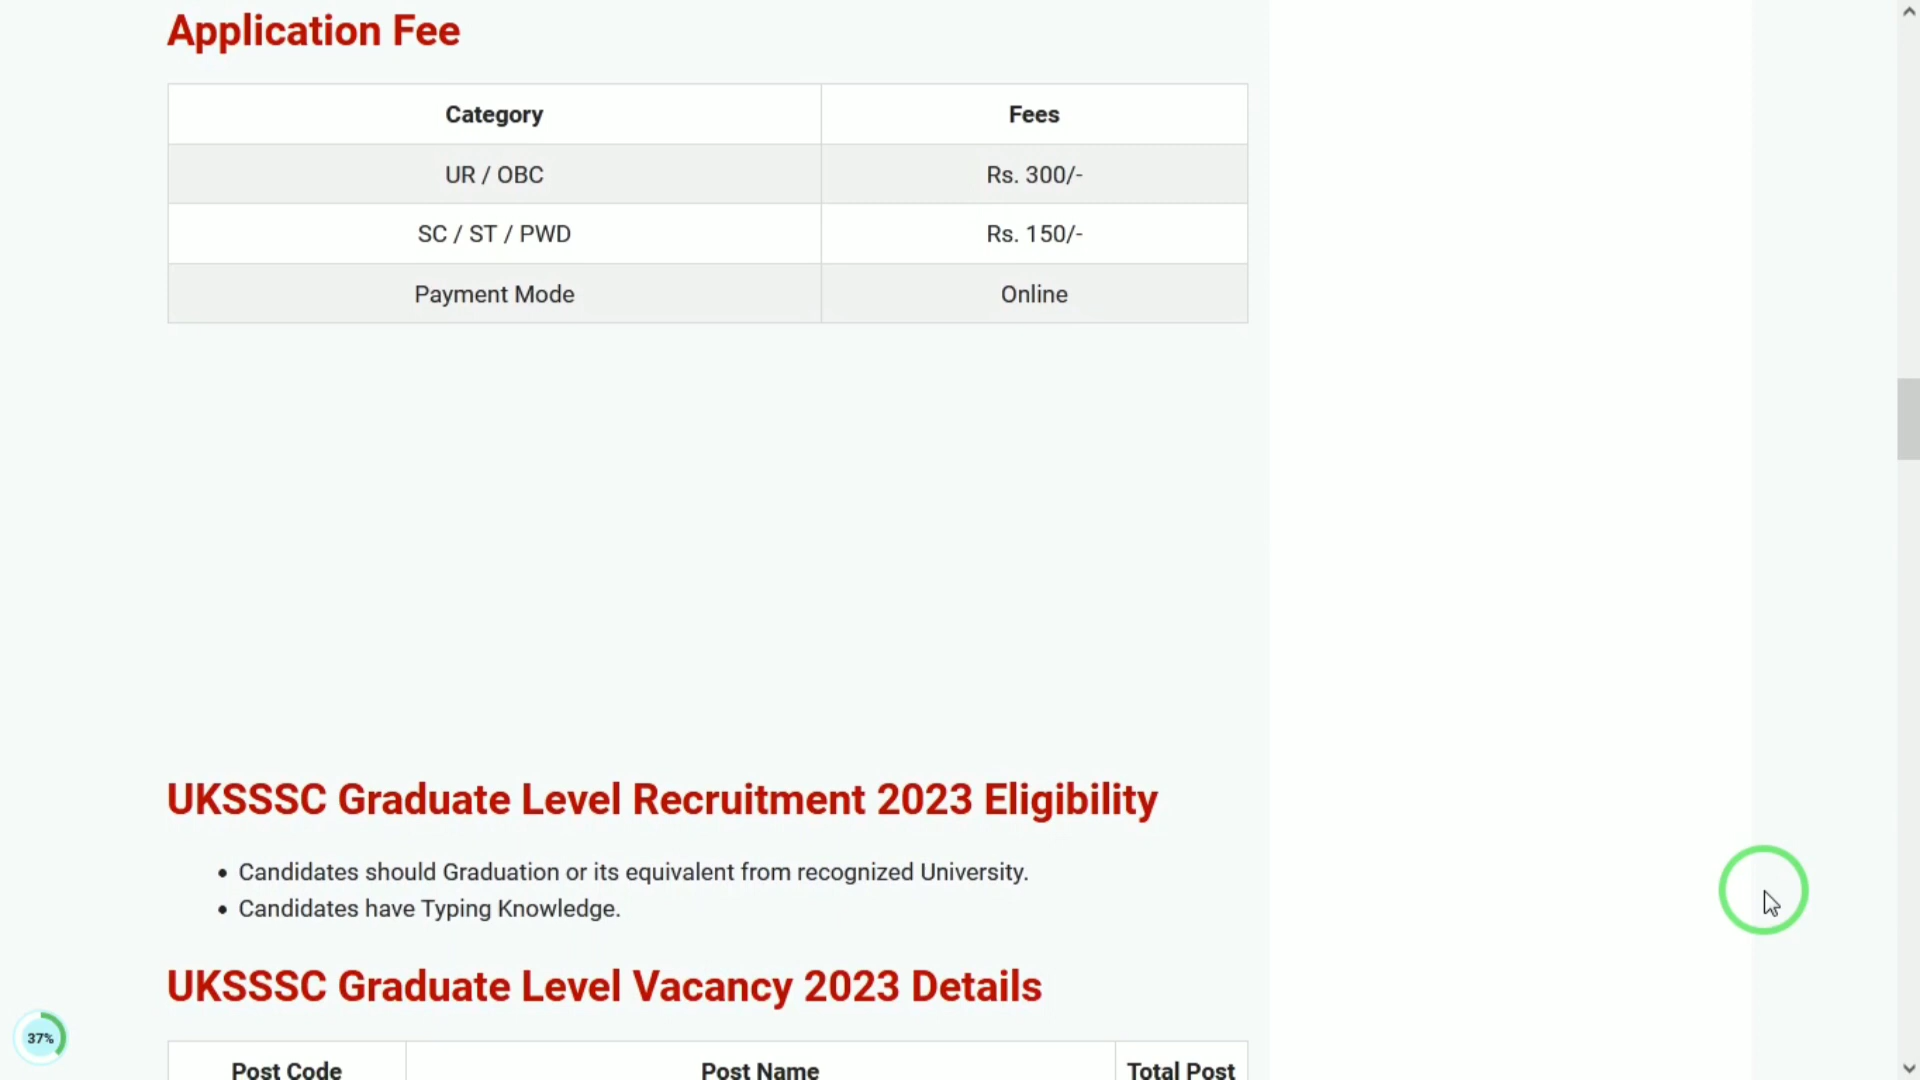 Application Fee
Category Fees
UR / OBC Rs. 300/-
SC / ST / PWD Rs. 150/-
Payment Mode Online
UKSSSC Graduate Level Recruitment 2023 Eligibility
• Candidates should Graduation or its equivalent from recognized University.
• Candidates have Typing Knowledge.
UKSSSC Graduate Level Vacancy 2023 Details
37%
Post Code Post Name Total Post